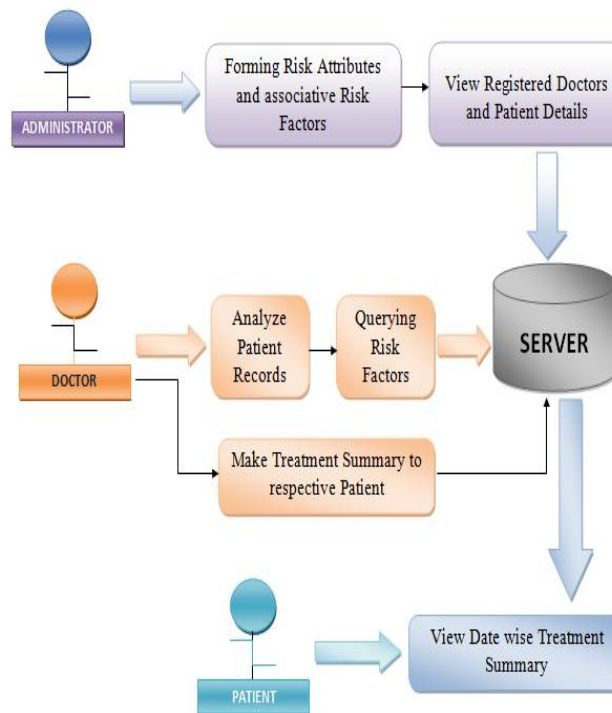 Forming Risk Attributes
and associative Risk
Factors
View Registered Doctors
and Patient Details
ADMINISTRATOR
Analyze
Patient
Records
Querying
Risk
Factors
SERVER
DOCTOR
Make Treatment Summary to
respective Patient
View Date wise Treatment
Summary
PATIENT